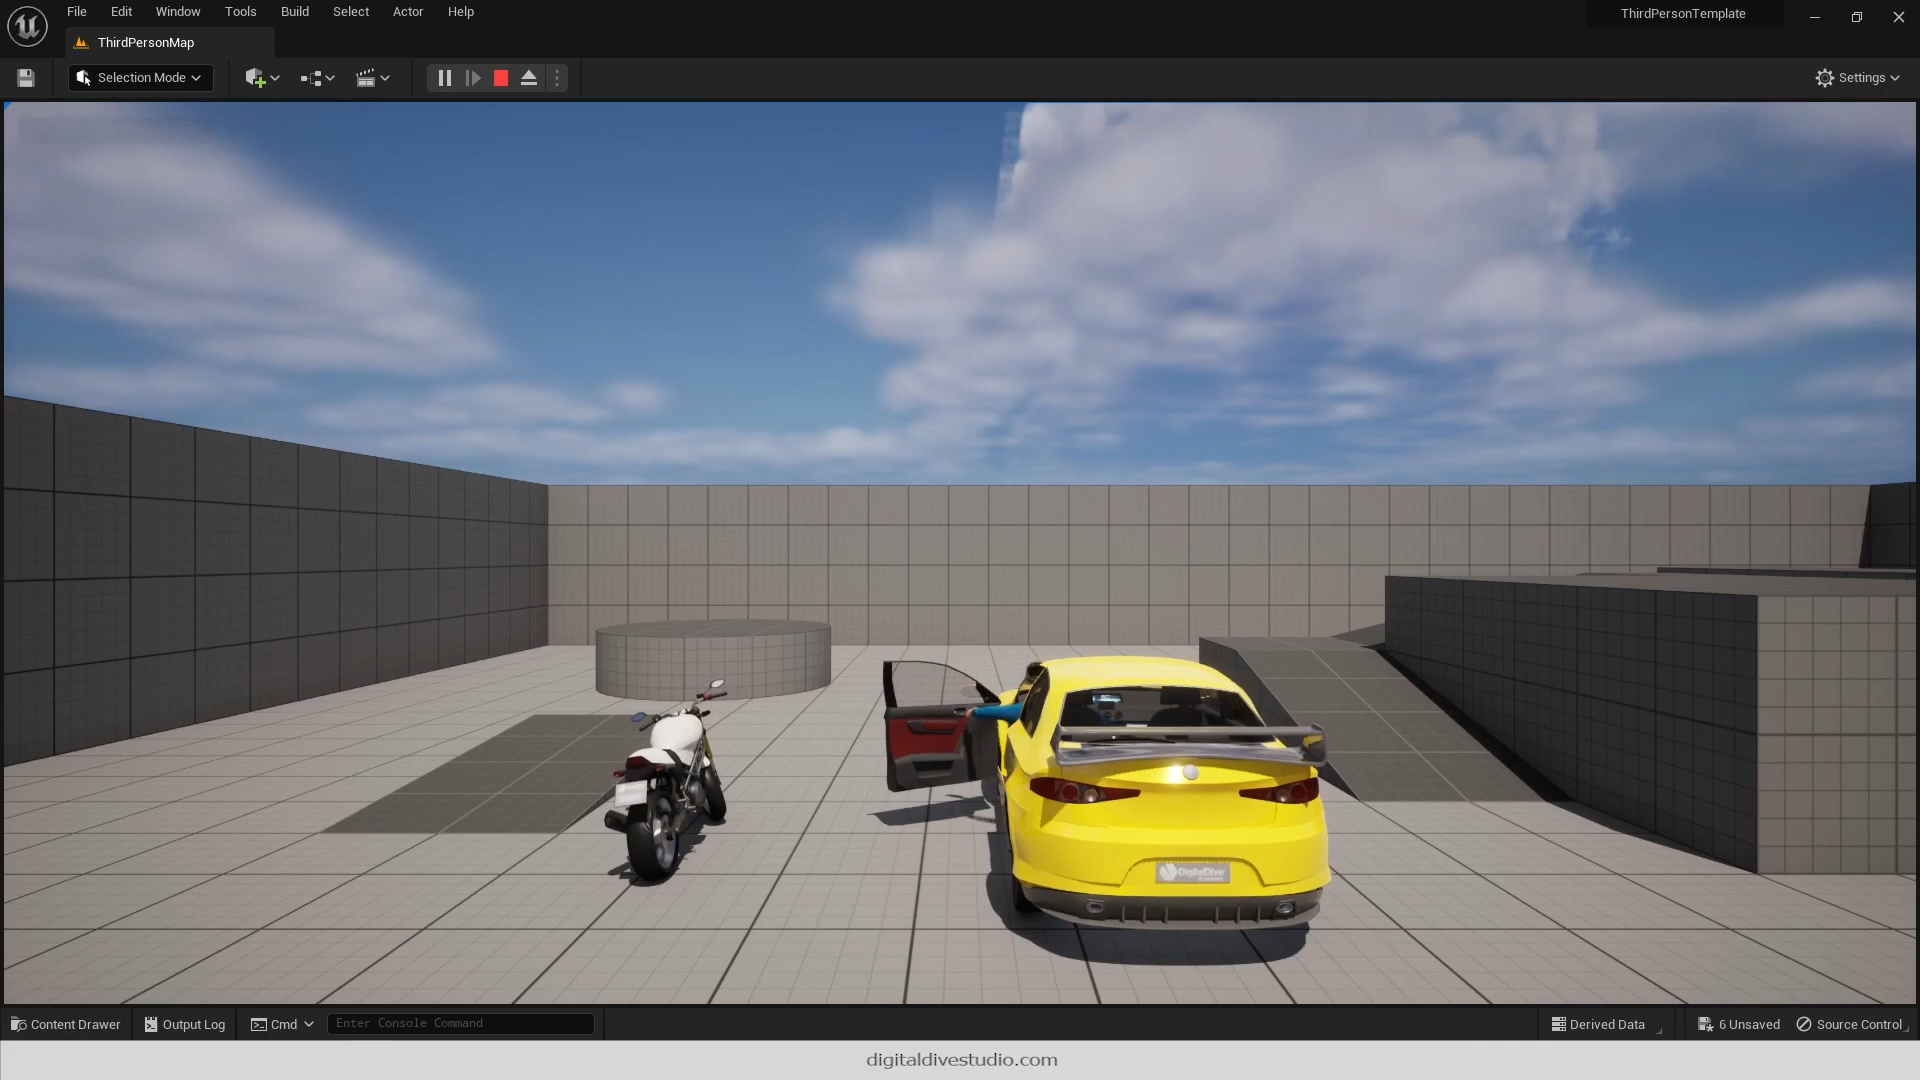 File Edit Window Tools Build Select Actor Help
ThirdPersonTemplate
ThirdPersonMap
Selection Mode
Settings
DigitalDive
Content Drawer
Output Log
Cmd
Enter Console Command
Derived Data
6 Unsaved
Source Control
digitaldivestudio.com